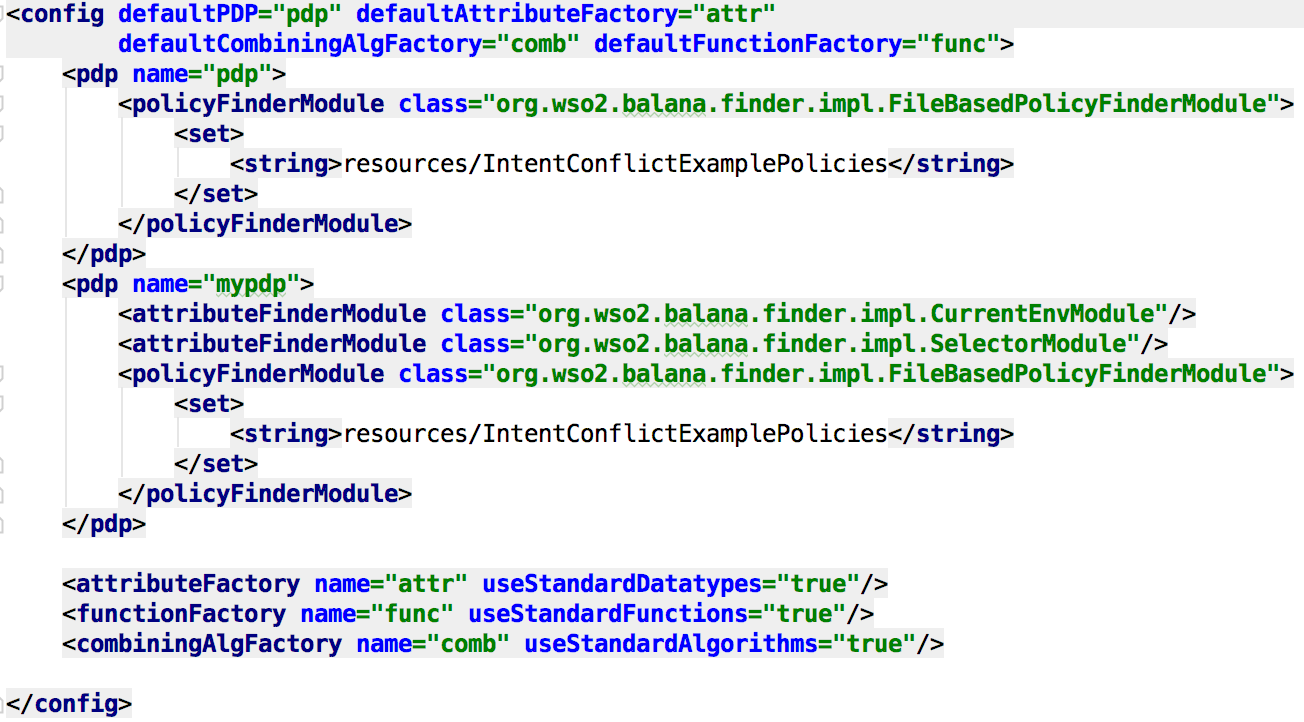 <config defaultPDP="pdp" defaultAttributeFactory="attr"
        defaultCombiningAlgFactory="comb" defaultFunctionFactory="func">
    <pdp name="pdp">
        <policyFinderModule class="org.wso2.balana.finder.impl.FileBasedPolicyFinderModule">
            <set>
                <string>resources/IntentConflictExamplePolicies</string>
            </set>
        </policyFinderModule>
    </pdp>
    <pdp name="mypdp">
        <attributeFinderModule class="org.wso2.balana.finder.impl.CurrentEnvModule"/>
        <attributeFinderModule class="org.wso2.balana.finder.impl.SelectorModule"/>
        <policyFinderModule class="org.wso2.balana.finder.impl.FileBasedPolicyFinderModule">
            <set>
                <string>resources/IntentConflictExamplePolicies</string>
            </set>
        </policyFinderModule>
    </pdp>

    <attributeFactory name="attr" useStandardDatatypes="true"/>
    <functionFactory name="func" useStandardFunctions="true"/>
    <combiningAlgFactory name="comb" useStandardAlgorithms="true"/>

</config>